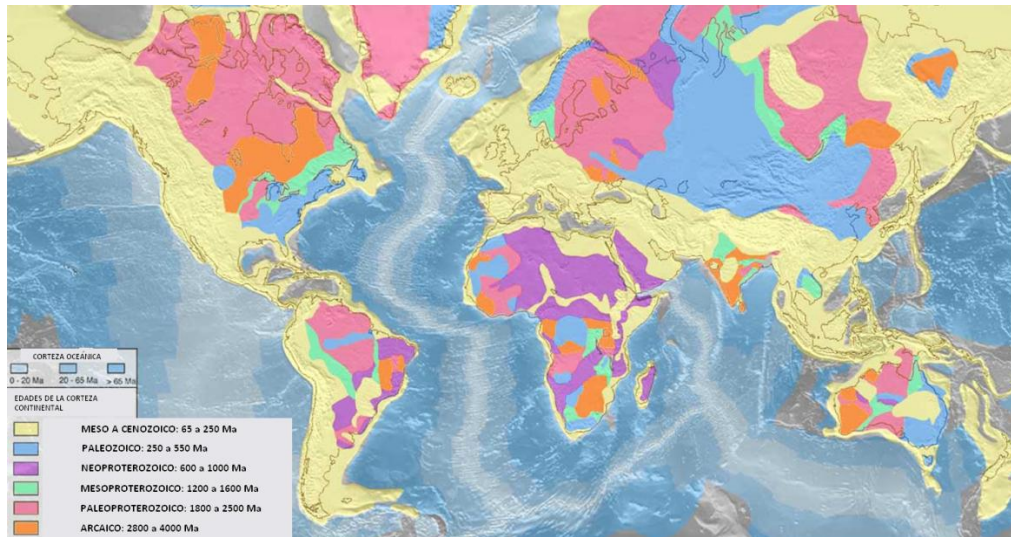 CORTEZA OCEÁNICA
0 - 20 Ma 20 - 65 Ma > 65 Ma
EDADES DE LA CORTEZA
CONTINENTAL
MESO A CENOZOICO: 65 a 250 Ma
PALEOZOICO: 250 a 550 Ma
NEOPROTEROZOICO: 600 a 1000 Ma
MESOPROTEROZOICO: 1200 a 1600 Ma
PALEOPROTEROZOICO: 1800 a 2500 Ma
ARCAICO: 2800 a 4000 Ma